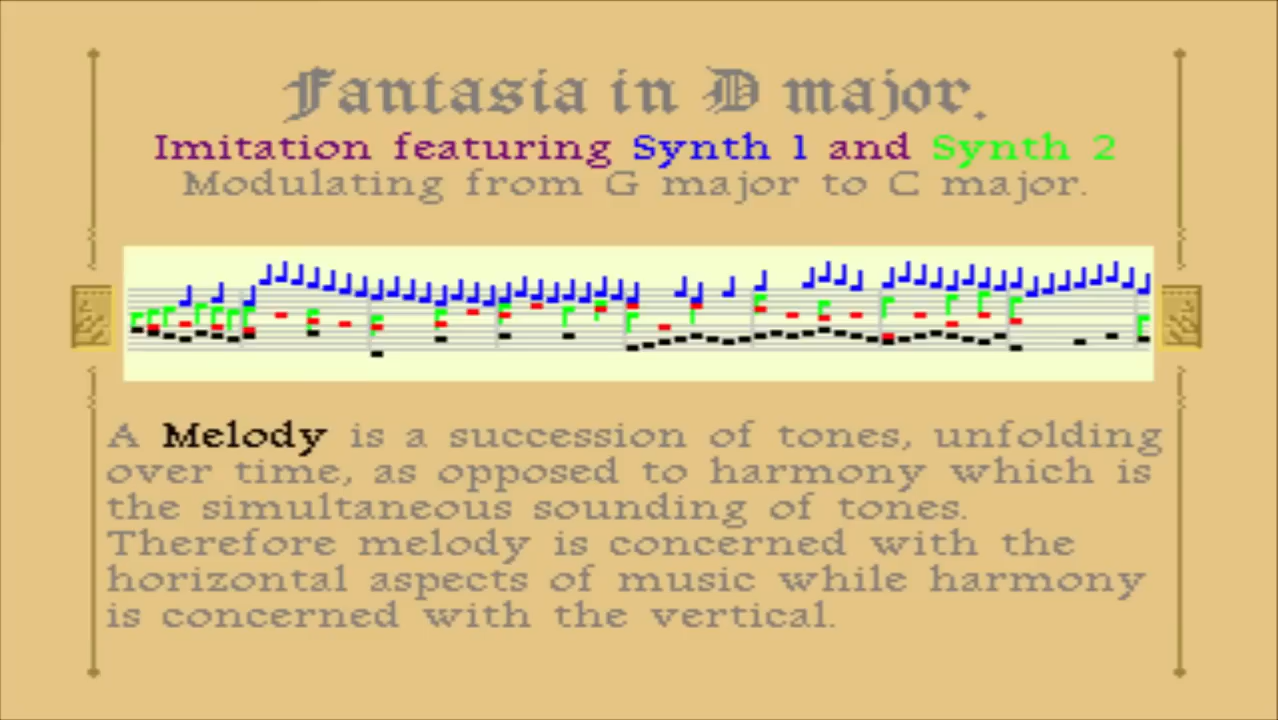 Fantasia in D major.
Imitation featuring Synth 1 and Synth 2
Modulating from G major to C major.
A Melody is a succession of tones, unfolding
over time, as opposed to harmony which is
the simultaneous sounding of tones.
Therefore melody is concerned with the
horizontal aspects of music while harmony
is concerned with the vertical.